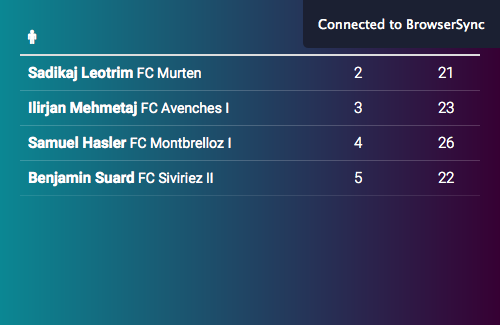 Connected to BrowserSync
Sadikaj Leotrim FC Murten 2 21
Ilirjan Mehmetaj FC Avenches I 3 23
Samuel Hasler FC Montbrelloz I 4 26
Benjamin Suard FC Siviriez II 5 22